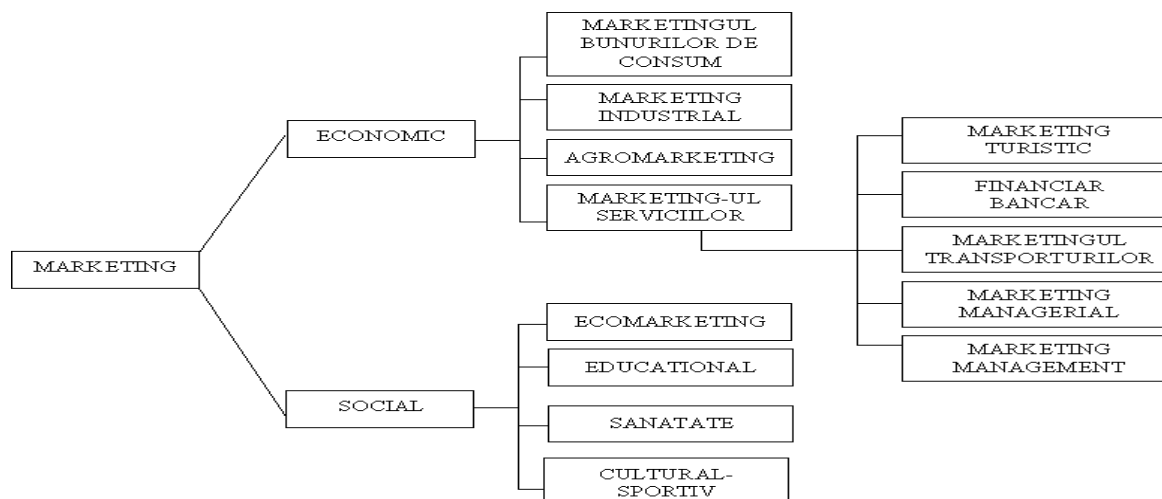 MARKETING
ECONOMIC
MARKETINGUL
BUNURILOR DE
CONSUM
MARKETING
INDUSTRIAL
AGROMARKETING
MARKETING-UL
SERVICIILOR
MARKETING
TURISTIC
FINANCIAR
BANCAR
MARKETINGUL
TRANSPORTURILOR
MARKETING
MANAGERIAL
MARKETING
MANAGEMENT
SOCIAL
ECOMARKETING
EDUCATIONAL
SANATATE
CULTURAL-
SPORTIV